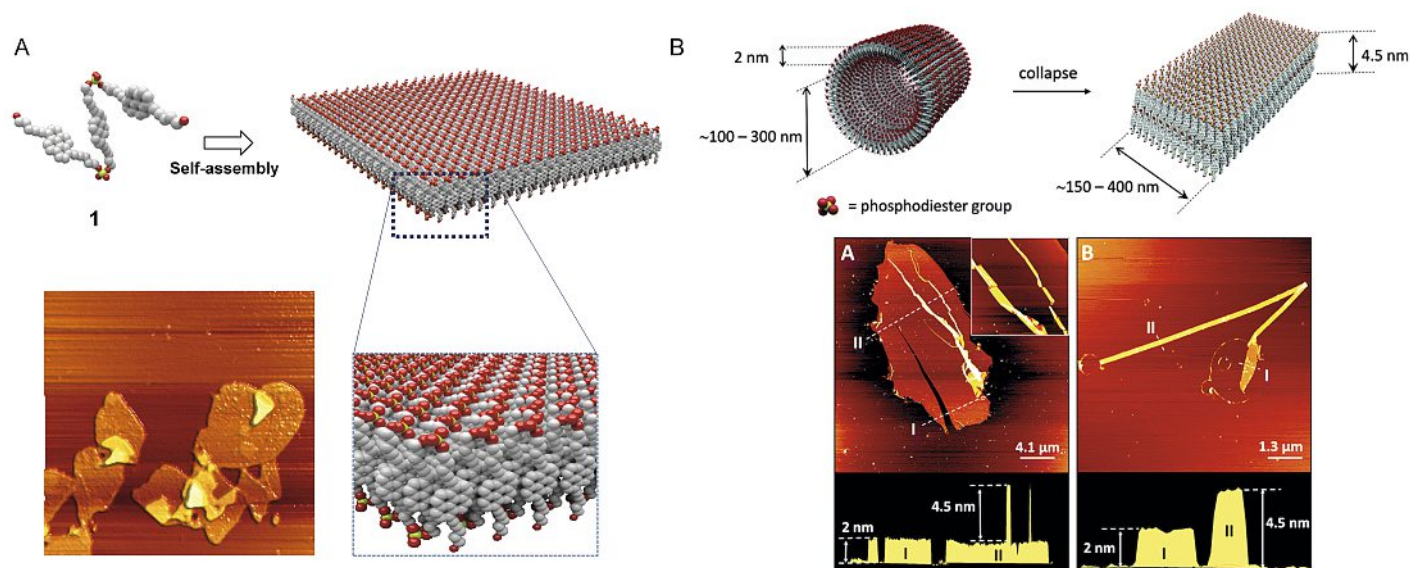 A
1
Self-assembly
B
2 nm
~100 – 300 nm
collapse
4.5 nm
~150 – 400 nm
= phosphodiester group
A
II
I
4.1 µm
4.5 nm
2 nm
I
II
B
II
I
1.3 µm
2 nm
4.5 nm
I
II